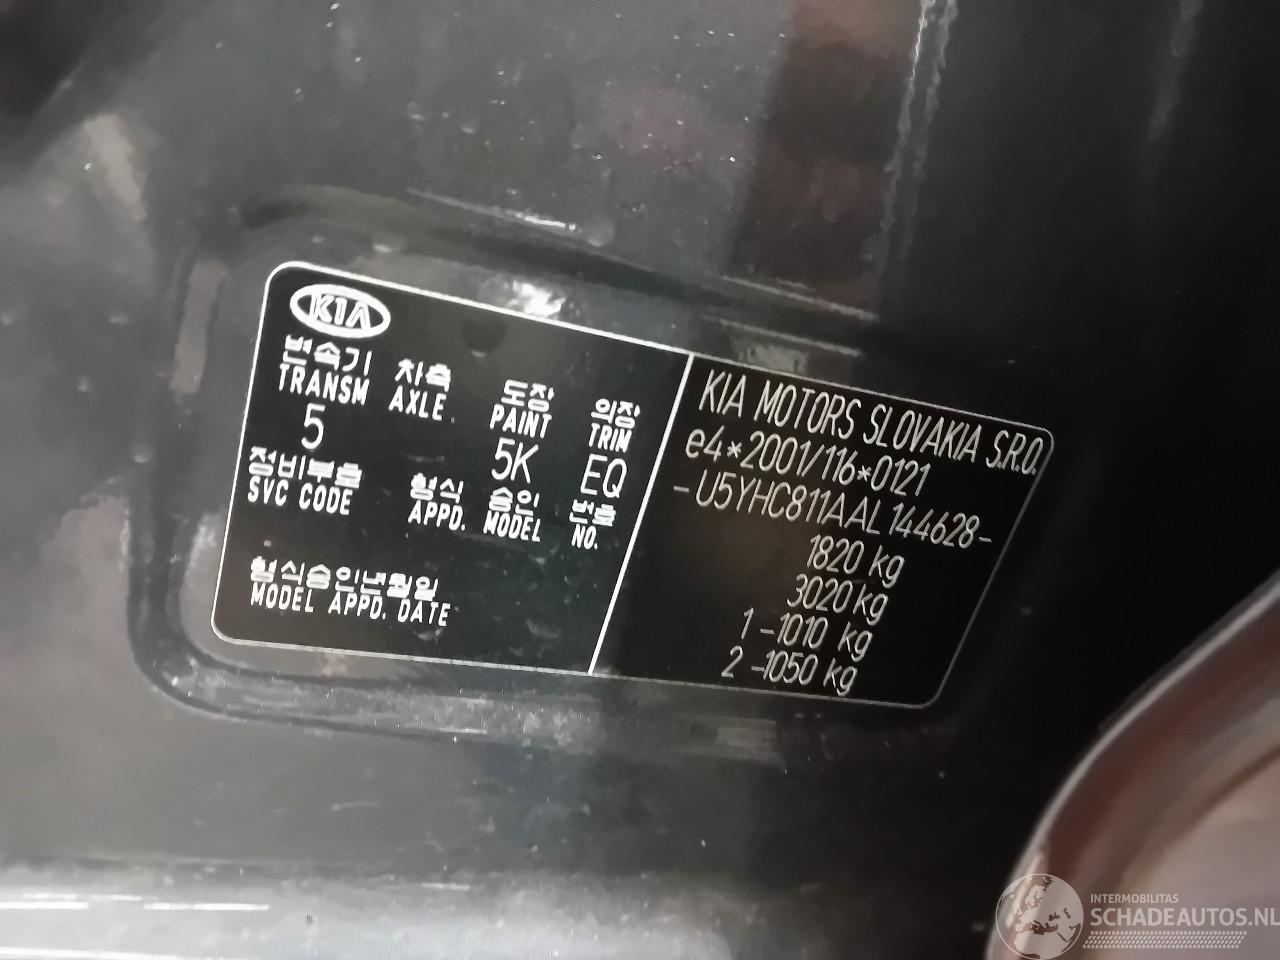 KIA
변속기 차축 도장 의장
TRANSM AXLE PAINT TRIM
5 5K EQ
정비부호 형식 승인 번호
SVC CODE APPD. MODEL NO.
형식승인년월일
MODEL APPD. DATE
KIA MOTORS SLOVAKIA S.R.O.
e4*2001/116*0121
-U5YHC811AAL144628-
1820 kg
3020 kg
1-1010 kg
2-1050 kg
INTERMOBILITAS
SCHADEAUTOS.NL